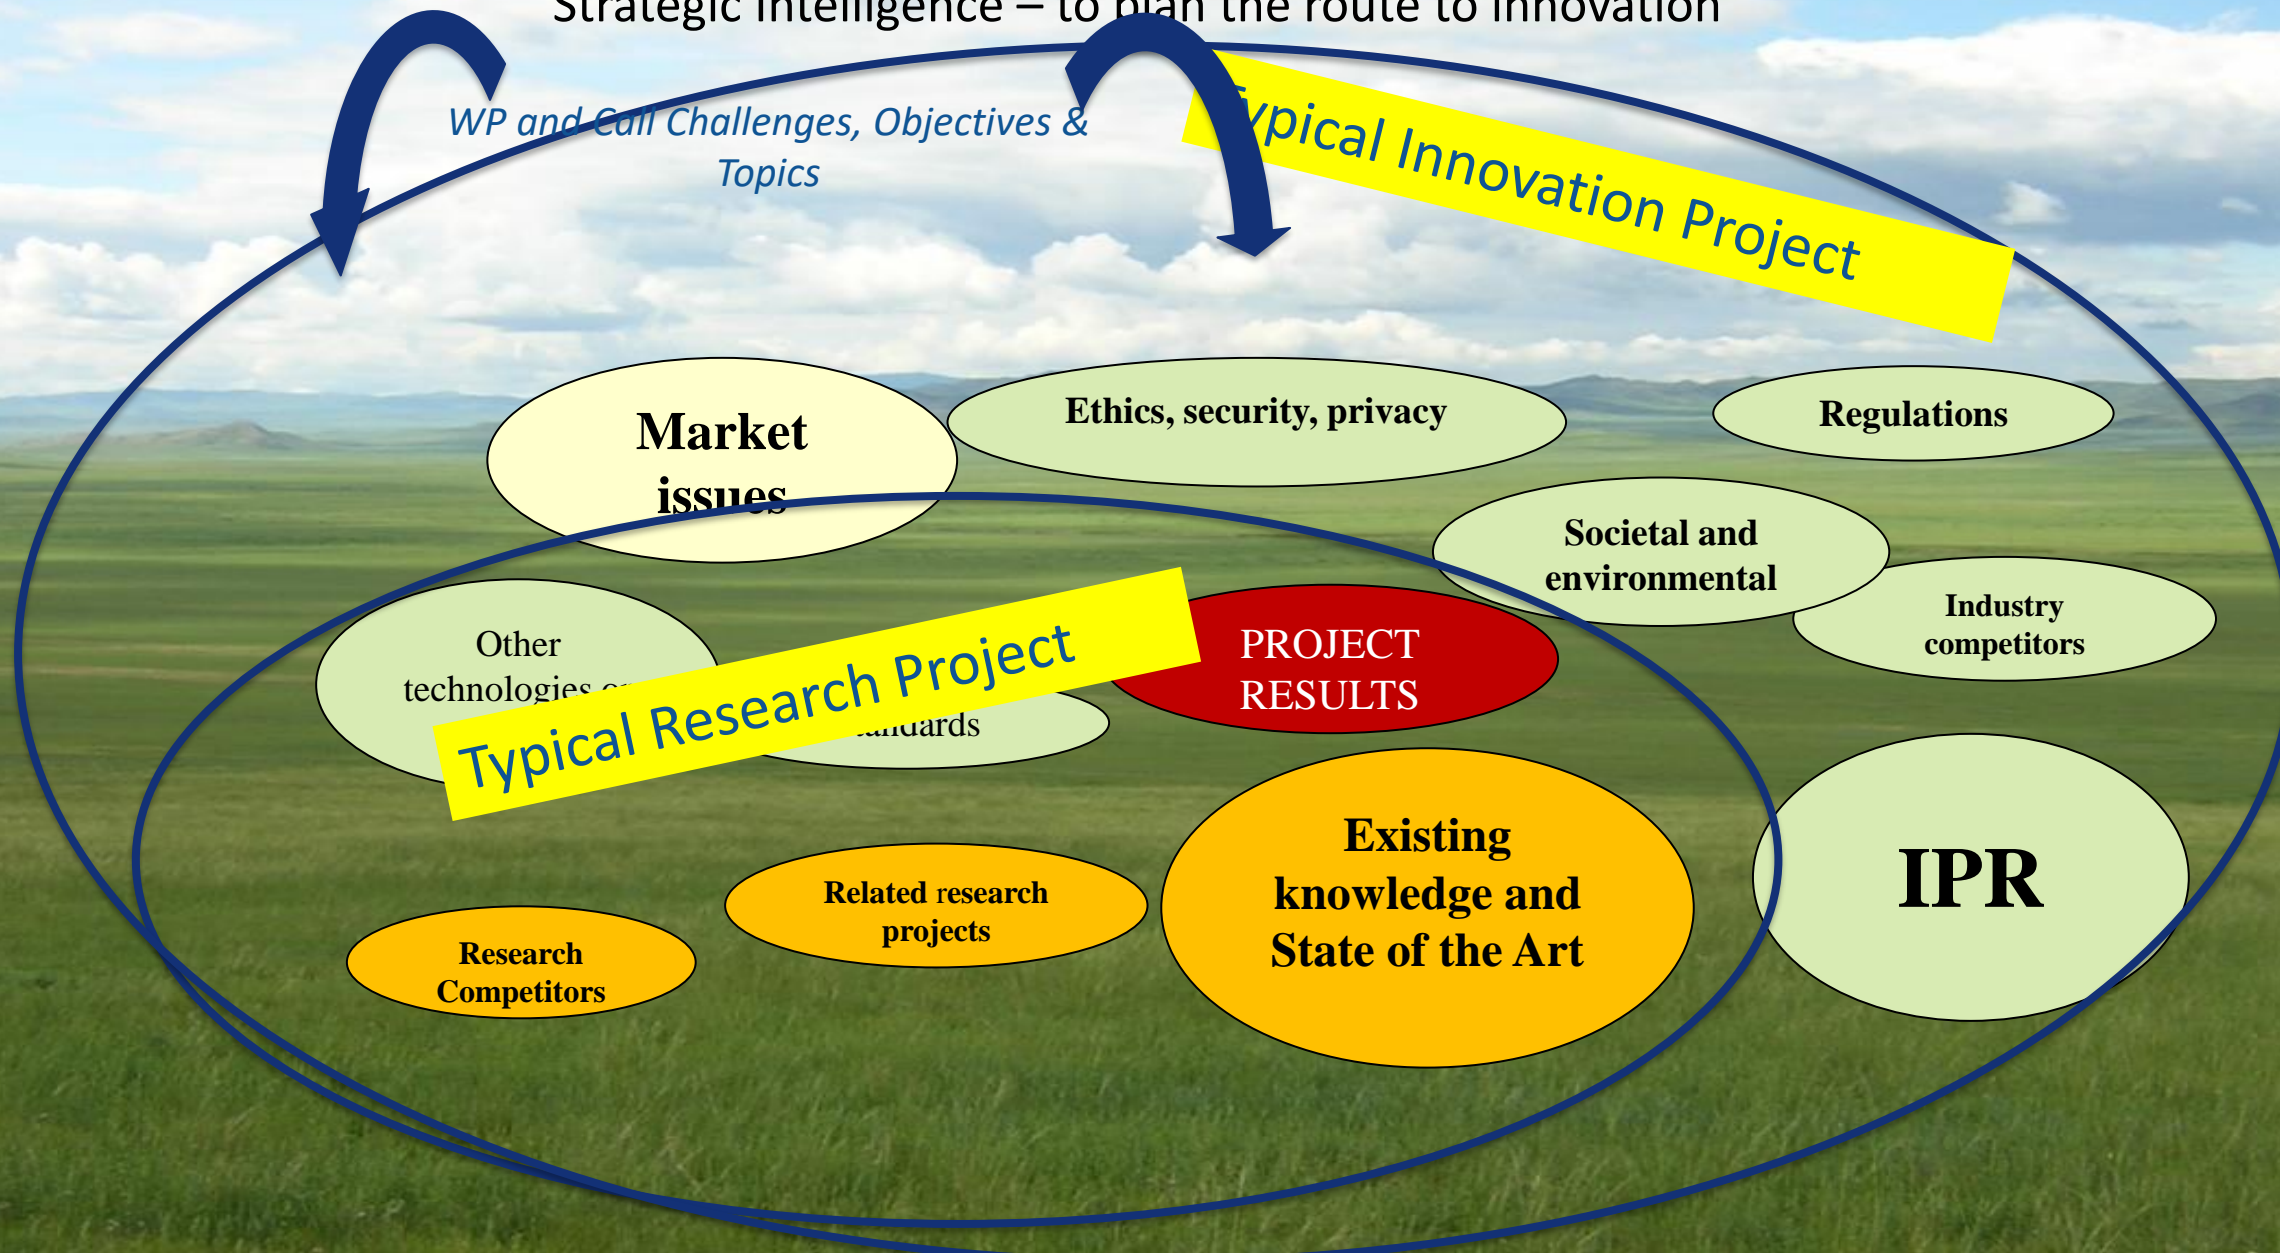 Strategic Intelligence – to plan the route to innovation
WP and Call Challenges, Objectives &
Topics
Typical Innovation Project
Market
issues
Ethics, security, privacy
Regulations
Societal and
environmental
Industry
competitors
Other
technologies
PROJECT
RESULTS
Typical Research Project
Existing
knowledge and
State of the Art
IPR
Related research
projects
Research
Competitors